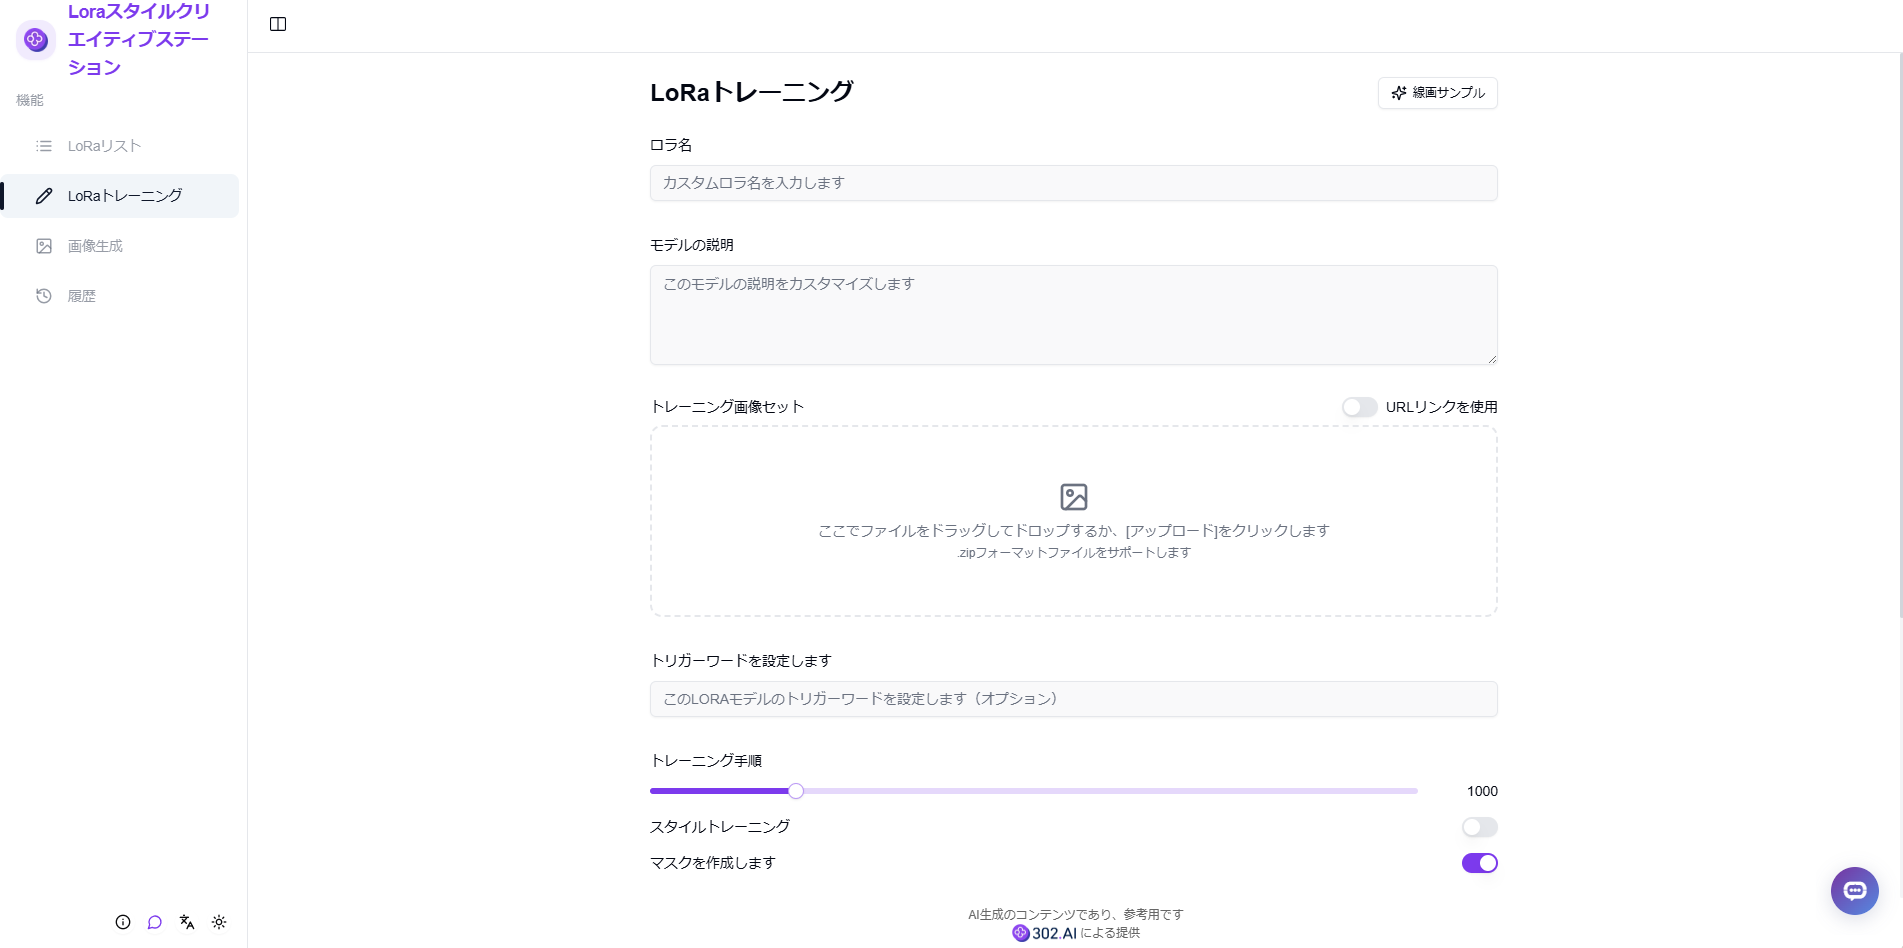 Loraスタイルクリ
エイティブステー
ション
機能
LoRaリスト
LoRaトレーニング
画像生成
履歴
LoRaトレーニング
線画サンプル
ロラ名
カスタムロラ名を入力します
モデルの説明
このモデルの説明をカスタマイズします
トレーニング画像セット
URLリンクを使用
ここでファイルをドラッグしてドロップするか、[アップロード]をクリックします
.zipフォーマットファイルをサポートします
トリガーワードを設定します
このLORAモデルのトリガーワードを設定します（オプション）
トレーニング手順
1000
スタイルトレーニング
マスクを作成します
AI生成のコンテンツであり、参考用です
302.AI による提供